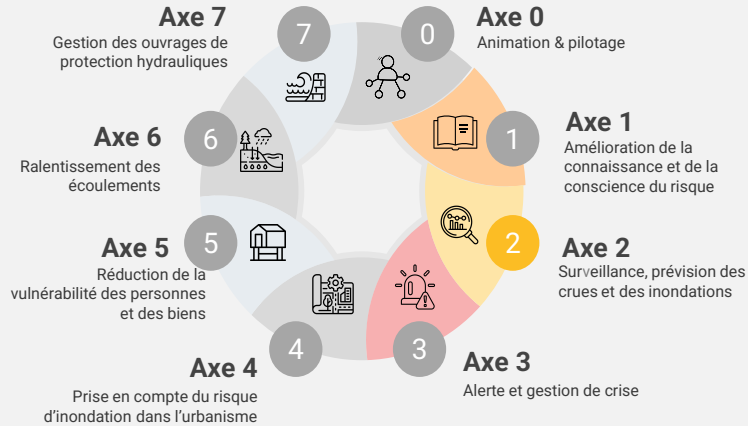 Axe 0
Animation & pilotage
0
Axe 1
Amélioration de la
connaissance et de la
conscience du risque
1
Axe 2
Surveillance, prévision des
crues et des inondations
2
Axe 3
Alerte et gestion de crise
3
Axe 4
Prise en compte du risque
d'inondation dans l'urbanisme
4
Axe 5
Réduction de la
vulnérabilité des personnes
et des biens
5
Axe 6
Ralentissement des
écoulements
6
Axe 7
Gestion des ouvrages de
protection hydrauliques
7